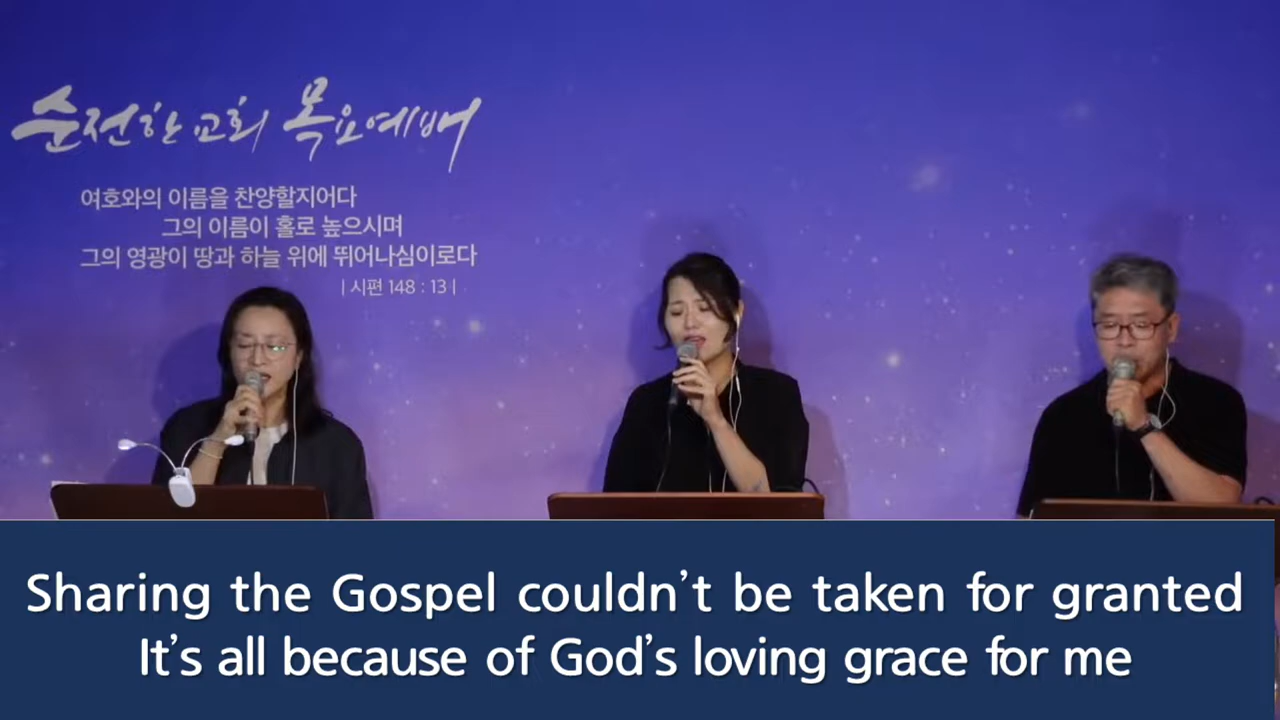 순전한 교회 목요예배
여호와의 이름을 찬양할지어다
그의 이름이 홀로 높으시며
그의 영광이 땅과 하늘 위에 뛰어나심이로다
| 시편 148 : 13 |
Sharing the Gospel couldn’t be taken for granted
It’s all because of God’s loving grace for me